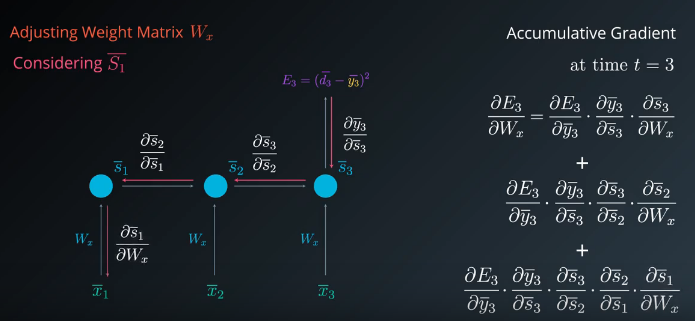 Adjusting Weight Matrix $W_x$
Considering $\overline{S_1}$
Accumulative Gradient
at time $t = 3$
$E_3 = (\overline{d_3} - \overline{y}_3)^2$
$\frac{\partial \overline{y}_3}{\partial \overline{s}_3}$
$\frac{\partial \overline{s}_2}{\partial \overline{s}_1}$
$\frac{\partial \overline{s}_3}{\partial \overline{s}_2}$
$\overline{s}_1$
$\overline{s}_2$
$\overline{s}_3$
$W_x$
$\frac{\partial \overline{s}_1}{\partial W_x}$
$W_x$
$W_x$
$\overline{x}_1$
$\overline{x}_2$
$\overline{x}_3$
$\frac{\partial E_3}{\partial W_x} = \frac{\partial E_3}{\partial \overline{y}_3} \cdot \frac{\partial \overline{y}_3}{\partial \overline{s}_3} \cdot \frac{\partial \overline{s}_3}{\partial W_x}$
+
$\frac{\partial E_3}{\partial \overline{y}_3} \cdot \frac{\partial \overline{y}_3}{\partial \overline{s}_3} \cdot \frac{\partial \overline{s}_3}{\partial \overline{s}_2} \cdot \frac{\partial \overline{s}_2}{\partial W_x}$
+
$\frac{\partial E_3}{\partial \overline{y}_3} \cdot \frac{\partial \overline{y}_3}{\partial \overline{s}_3} \cdot \frac{\partial \overline{s}_3}{\partial \overline{s}_2} \cdot \frac{\partial \overline{s}_2}{\partial \overline{s}_1} \cdot \frac{\partial \overline{s}_1}{\partial W_x}$